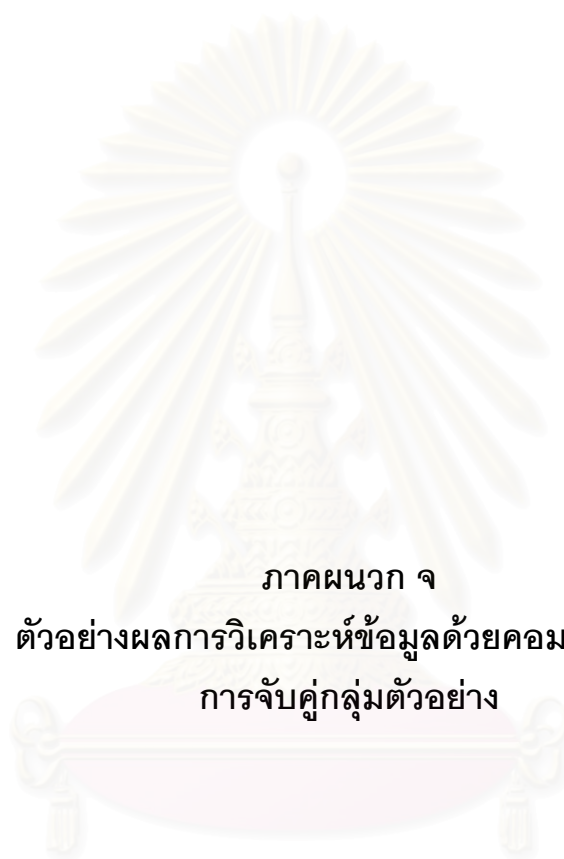 ภาคผนวก จ
ตัวอย่างผลการวิเคราะห์ข้อมูลด้วยคอม
การจับคู่กลุ่มตัวอย่าง